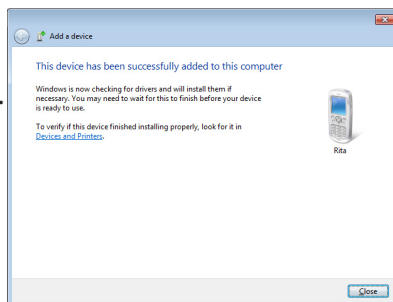 Add a device
This device has been successfully added to this computer
Windows is now checking for drivers and will install them if
necessary. You may need to wait for this to finish before your device
is ready to use.
To verify if this device finished installing properly, look for it in
Devices and Printers.
Rita
Close